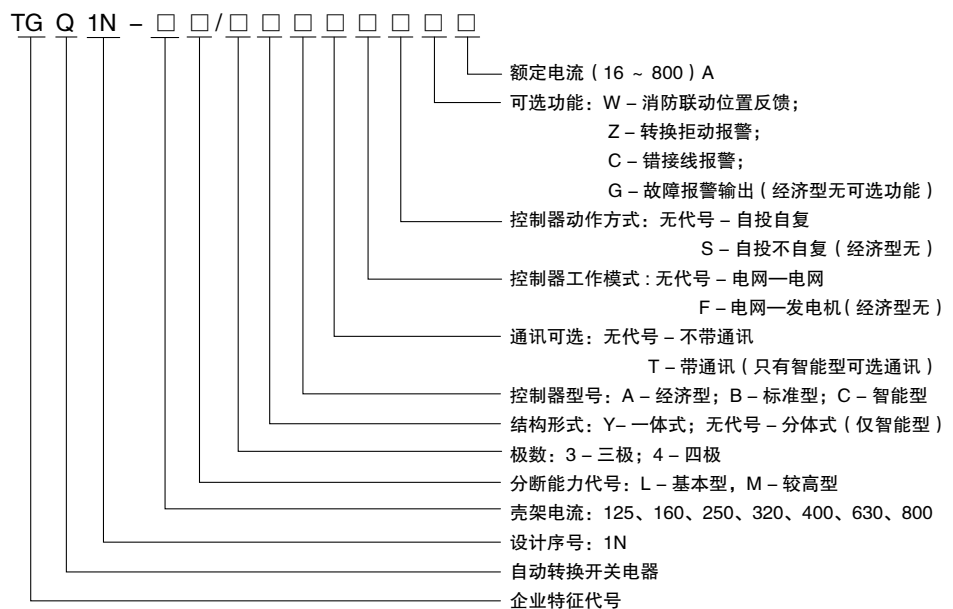 TG Q 1N – □ □ / □ □ □ □ □ □ □ □
额定电流（16 ~ 800）A
可选功能：W – 消防联动位置反馈；
Z – 转换拒动报警；
C – 错接线报警；
G – 故障报警输出（经济型无可选功能）
控制器动作方式：无代号 – 自投自复
S – 自投不自复（经济型无）
控制器工作模式：无代号 – 电网—电网
F – 电网—发电机（经济型无）
通讯可选：无代号 – 不带通讯
T – 带通讯（只有智能型可选通讯）
控制器型号：A – 经济型；B – 标准型；C – 智能型
结构形式：Y– 一体式；无代号 – 分体式（仅智能型）
极数：3 – 三极；4 – 四极
分断能力代号：L – 基本型，M – 较高型
壳架电流：125、160、250、320、400、630、800
设计序号：1N
自动转换开关电器
企业特征代号